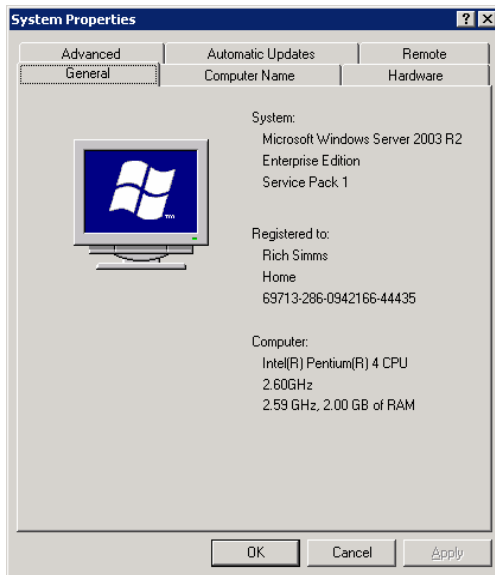 System Properties
Advanced
Automatic Updates
Remote
General
Computer Name
Hardware
System:
Microsoft Windows Server 2003 R2
Enterprise Edition
Service Pack 1
Registered to:
Rich Simms
Home
69713-286-0942166-44435
Computer:
Intel(R) Pentium(R) 4 CPU
2.60GHz
2.59 GHz, 2.00 GB of RAM
TM
OK
Cancel
Apply